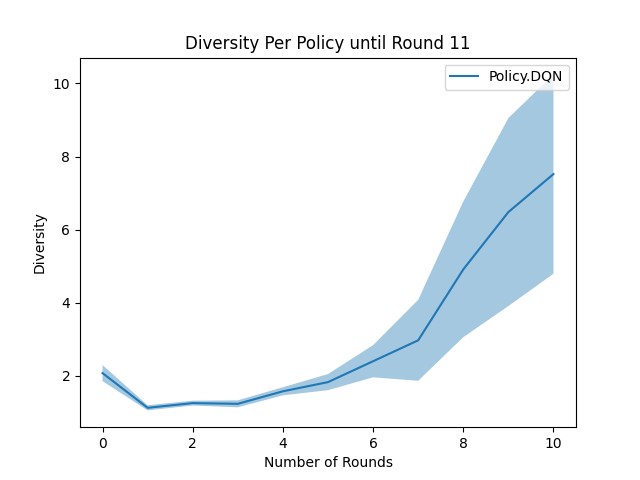 Diversity Per Policy until Round 11
Policy.DQN
10
8
6
4
2
Diversity
0 2 4 6 8 10
Number of Rounds